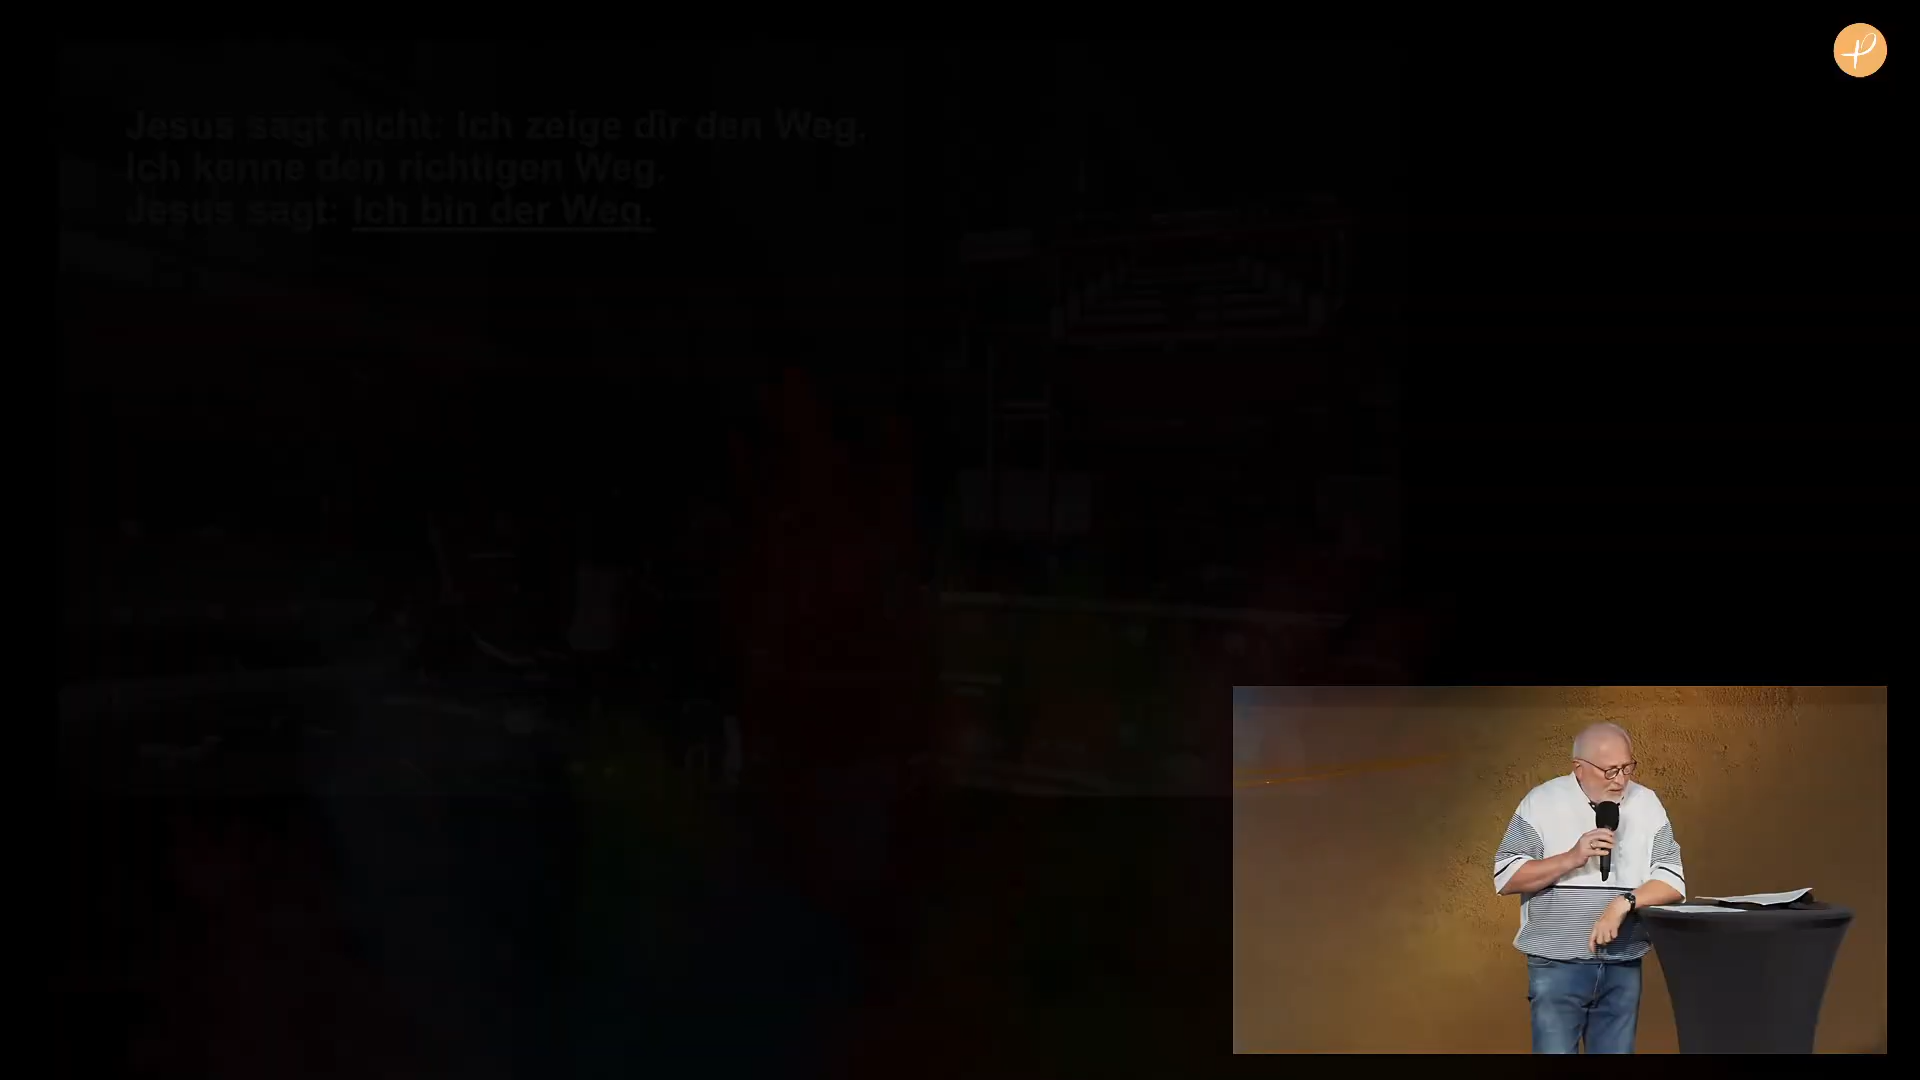 Jesus sagt nicht: Ich zeige dir den Weg.
Ich kenne den richtigen Weg.
Jesus sagt: Ich bin der Weg.